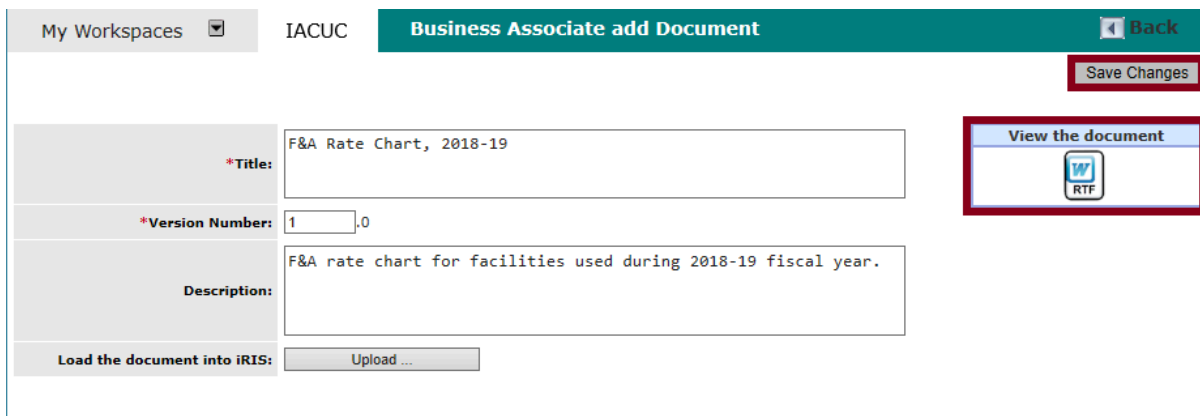 My Workspaces IACUC Business Associate add Document Back
Save Changes
*Title: F&A Rate Chart, 2018-19
View the document
W
RTF
*Version Number: 1 .0
Description: F&A rate chart for facilities used during 2018-19 fiscal year.
Load the document into iRIS: Upload ...